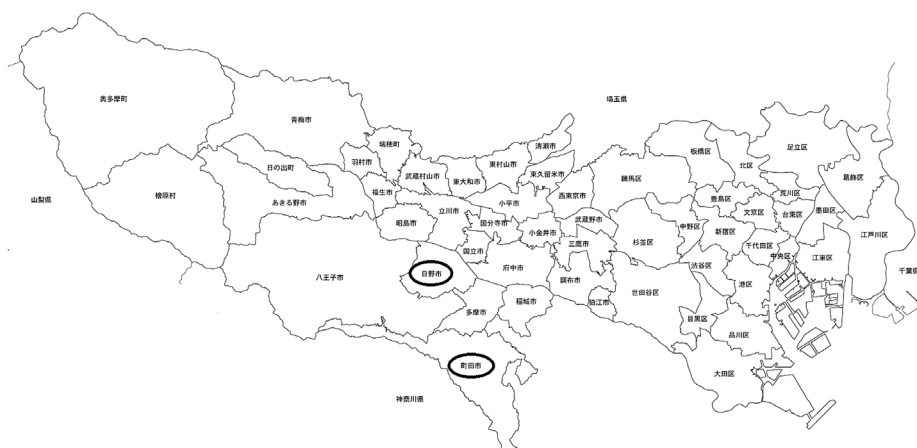 埼玉県
奥多摩町
青梅市
瑞穂町
清瀬市
足立区
板橋区
羽村市
東村山市
北区
日の出町
武蔵村山市
東大和市
東久留米市
練馬区
葛飾区
檜原村
福生市
西東京市
荒川区
山梨県
あきる野市
小平市
豊島区
昭島市
立川市
文京区
台東区
墨田区
国分寺市
武蔵野市
中野区
新宿区
小金井市
江戸川区
杉並区
三鷹市
千代田区
国立市
中央区
江東区
八王子市
日野市
府中市
渋谷区
千葉県
調布市
港区
世田谷区
稲城市
狛江市
多摩市
目黒区
品川区
町田市
大田区
神奈川県